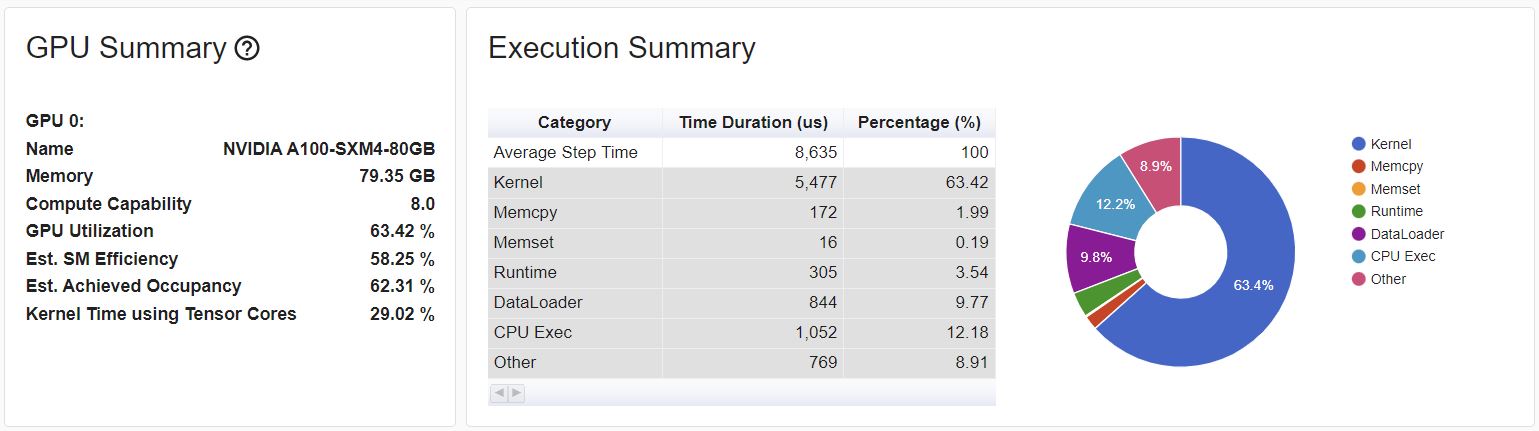 GPU Summary ?
GPU 0:
Name NVIDIA A100-SXM4-80GB
Memory 79.35 GB
Compute Capability 8.0
GPU Utilization 63.42 %
Est. SM Efficiency 58.25 %
Est. Achieved Occupancy 62.31 %
Kernel Time using Tensor Cores 29.02 %
Execution Summary
Category Time Duration (us) Percentage (%)
Average Step Time 8,635 100
Kernel 5,477 63.42
Memcpy 172 1.99
Memset 16 0.19
Runtime 305 3.54
DataLoader 844 9.77
CPU Exec 1,052 12.18
Other 769 8.91
8.9%
12.2%
9.8%
63.4%
Kernel
Memcpy
Memset
Runtime
DataLoader
CPU Exec
Other